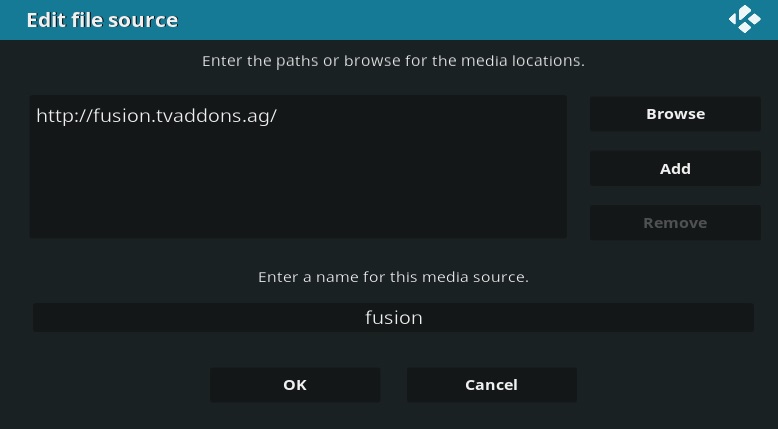 Edit file source
Enter the paths or browse for the media locations.
http://fusion.tvaddons.ag/
Browse
Add
Remove
Enter a name for this media source.
fusion
OK
Cancel